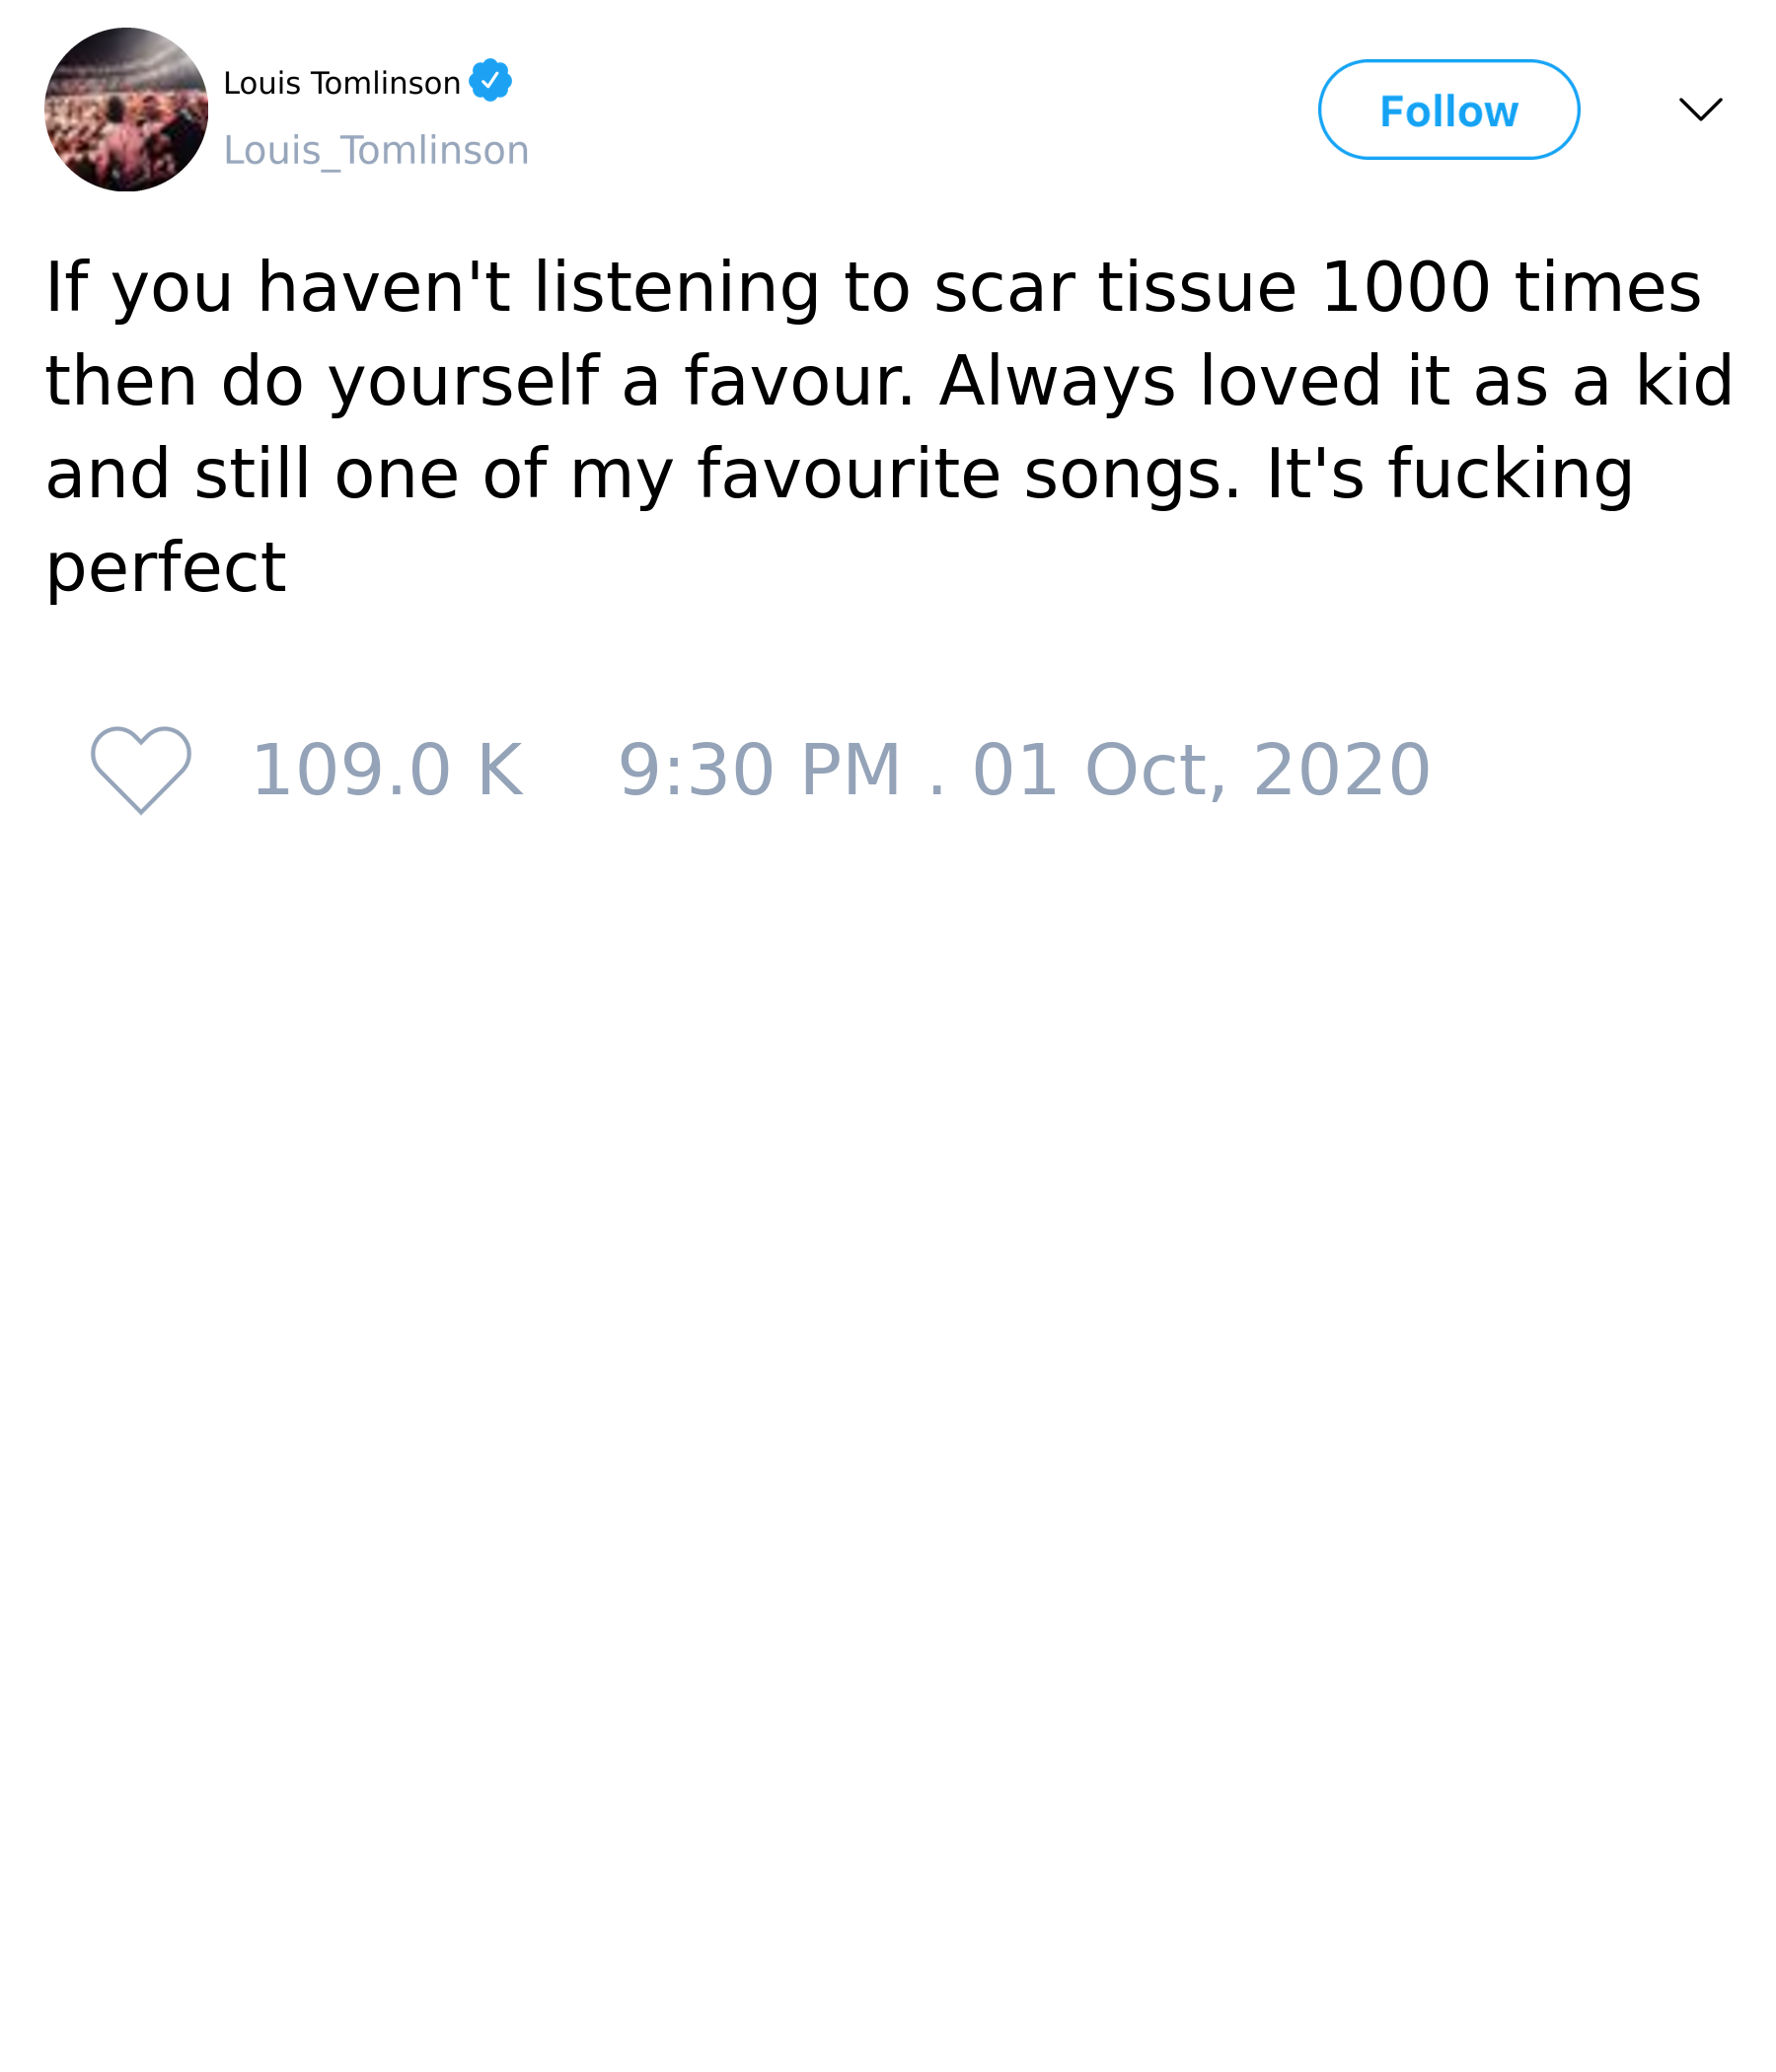 Louis Tomlinson
Louis_Tomlinson
Follow
If you haven't listening to scar tissue 1000 times
then do yourself a favour. Always loved it as a kid
and still one of my favourite songs. It's fucking
perfect
109.0 K 9:30 PM . 01 Oct, 2020